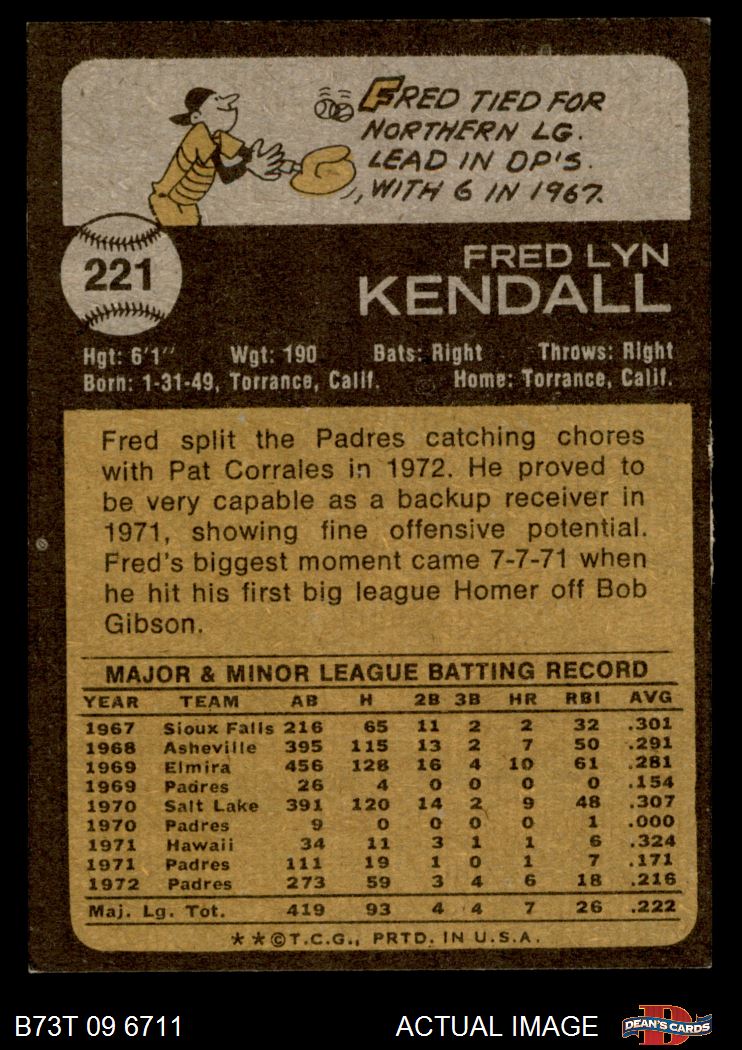 FRED TIED FOR
NORTHERN LG.
LEAD IN DP'S.
WITH 6 IN 1967.
221
FRED LYN
KENDALL
Hgt: 6'1" Wgt: 190 Bats: Right Throws: Right
Born: 1-31-49, Torrance, Calif. Home: Torrance, Calif.
Fred split the Padres catching chores
with Pat Corrales in 1972. He proved to
be very capable as a backup receiver in
1971, showing fine offensive potential.
Fred's biggest moment came 7-7-71 when
he hit his first big league Homer off Bob
Gibson.
MAJOR & MINOR LEAGUE BATTING RECORD
YEAR TEAM AB H 2B 3B HR RBI AVG
1967 Sioux Falls 216 65 11 2 2 32 .301
1968 Asheville 395 115 13 2 7 50 .291
1969 Elmira 456 128 16 4 10 61 .281
1969 Padres 26 4 0 0 0 0 .154
1970 Salt Lake 391 120 14 2 9 48 .307
1970 Padres 9 0 0 0 0 1 .000
1971 Hawaii 34 11 3 1 1 6 .324
1971 Padres 111 19 1 0 1 7 .171
1972 Padres 273 59 3 4 6 18 .216
Maj. Lg. Tot. 419 93 4 4 7 26 .222
**©T.C.G., PRTD. IN U.S.A.
B73T 09 6711 ACTUAL IMAGE D DEAN'S CARDS